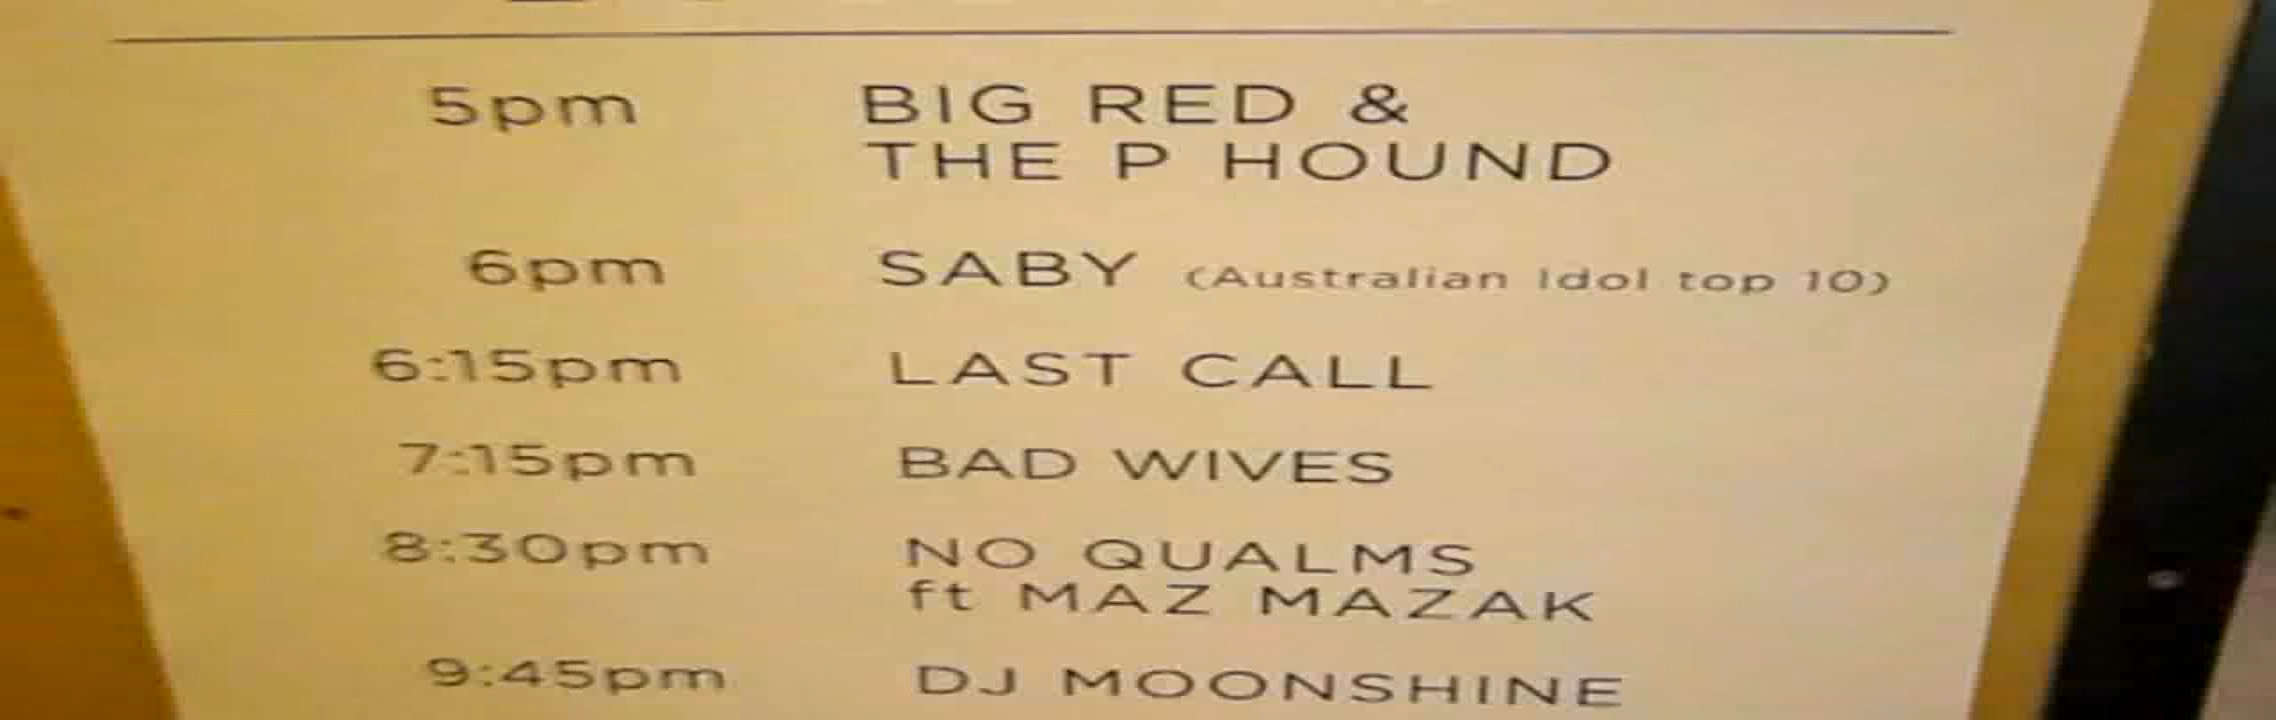 5pm BIG RED &
THE P HOUND
6pm SABY (Australian Idol top 10)
6:15pm LAST CALL
7:15pm BAD WIVES
8:30pm NO QUALMS
ft MAZ MAZAK
9:45pm DJ MOONSHINE